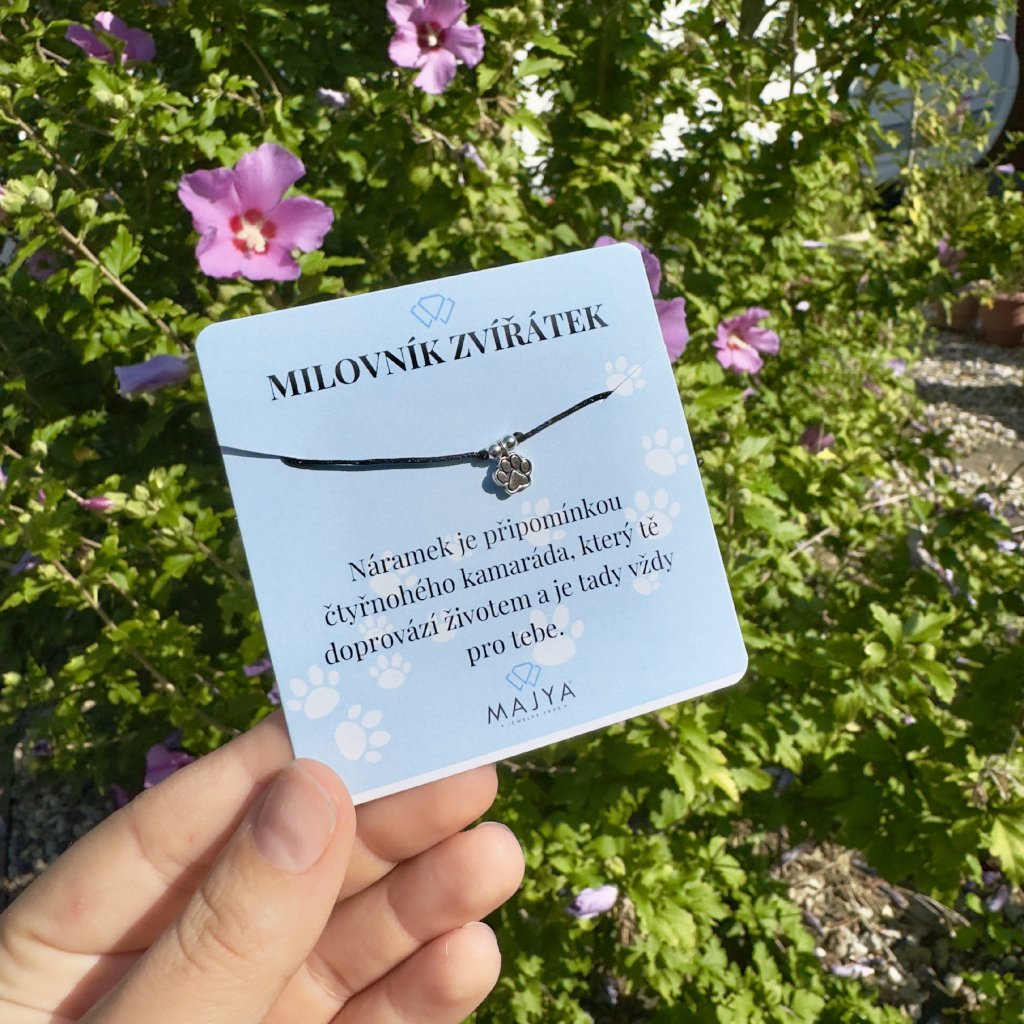 MILOVNÍK ZVÍŘÁTEK
Náramek je připomínkou
čtyřnohého kamaráda, který tě
doprovází životem a je tady vždy
pro tebe.
MAJYA